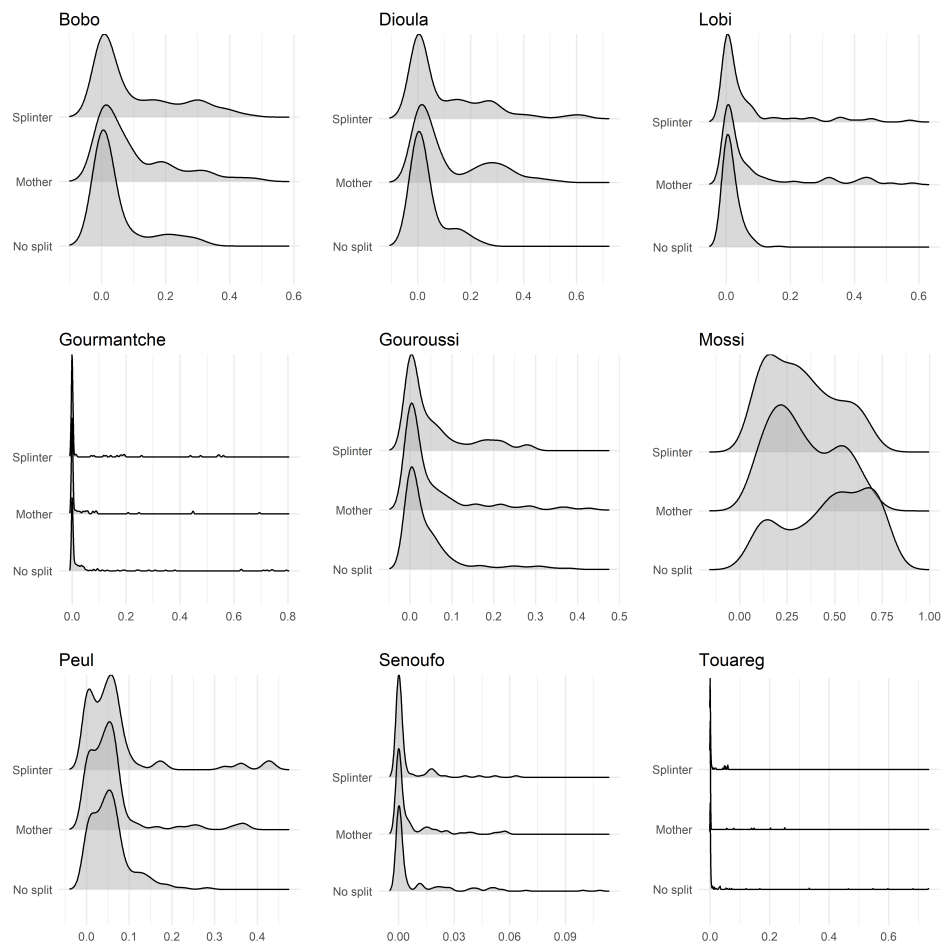 Bobo
Dioula
Lobi
Splinter
Mother
No split
0.0 0.2 0.4 0.6
Splinter
Mother
No split
0.0 0.2 0.4 0.6
Splinter
Mother
No split
0.0 0.2 0.4 0.6
Gourmantche
Gouroussi
Mossi
Splinter
Mother
No split
0.0 0.2 0.4 0.6 0.8
Splinter
Mother
No split
0.0 0.1 0.2 0.3 0.4 0.5
Splinter
Mother
No split
0.00 0.25 0.50 0.75 1.00
Peul
Senoufo
Touareg
Splinter
Mother
No split
0.0 0.1 0.2 0.3 0.4
Splinter
Mother
No split
0.00 0.03 0.06 0.09
Splinter
Mother
No split
0.0 0.2 0.4 0.6